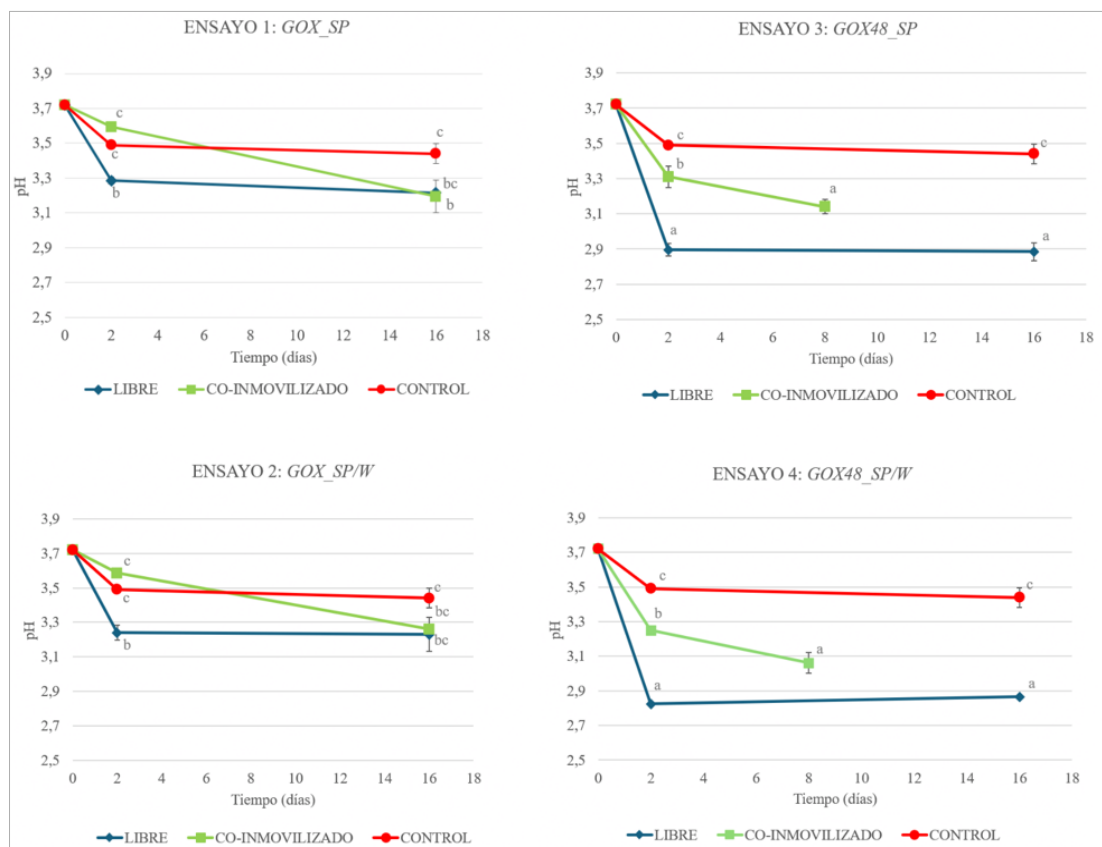 ENSAYO 1: GOX_SP
pH
3,9
3,7
3,5
3,3
3,1
2,9
2,7
2,5
c
c
b
c
bc
b
0 2 4 6 8 10 12 14 16 18
Tiempo (días)
LIBRE CO-INMOVILIZADO CONTROL
ENSAYO 3: GOX48_SP
pH
3,9
3,7
3,5
3,3
3,1
2,9
2,7
2,5
c
b
a
a
c
a
0 2 4 6 8 10 12 14 16 18
Tiempo (días)
LIBRE CO-INMOVILIZADO CONTROL
ENSAYO 2: GOX_SP/W
pH
3,9
3,7
3,5
3,3
3,1
2,9
2,7
2,5
c
c
b
c
bc
bc
0 2 4 6 8 10 12 14 16 18
Tiempo (días)
LIBRE CO-INMOVILIZADO CONTROL
ENSAYO 4: GOX48_SP/W
pH
3,9
3,7
3,5
3,3
3,1
2,9
2,7
2,5
c
b
a
a
c
a
0 2 4 6 8 10 12 14 16 18
Tiempo (días)
LIBRE CO-INMOVILIZADO CONTROL